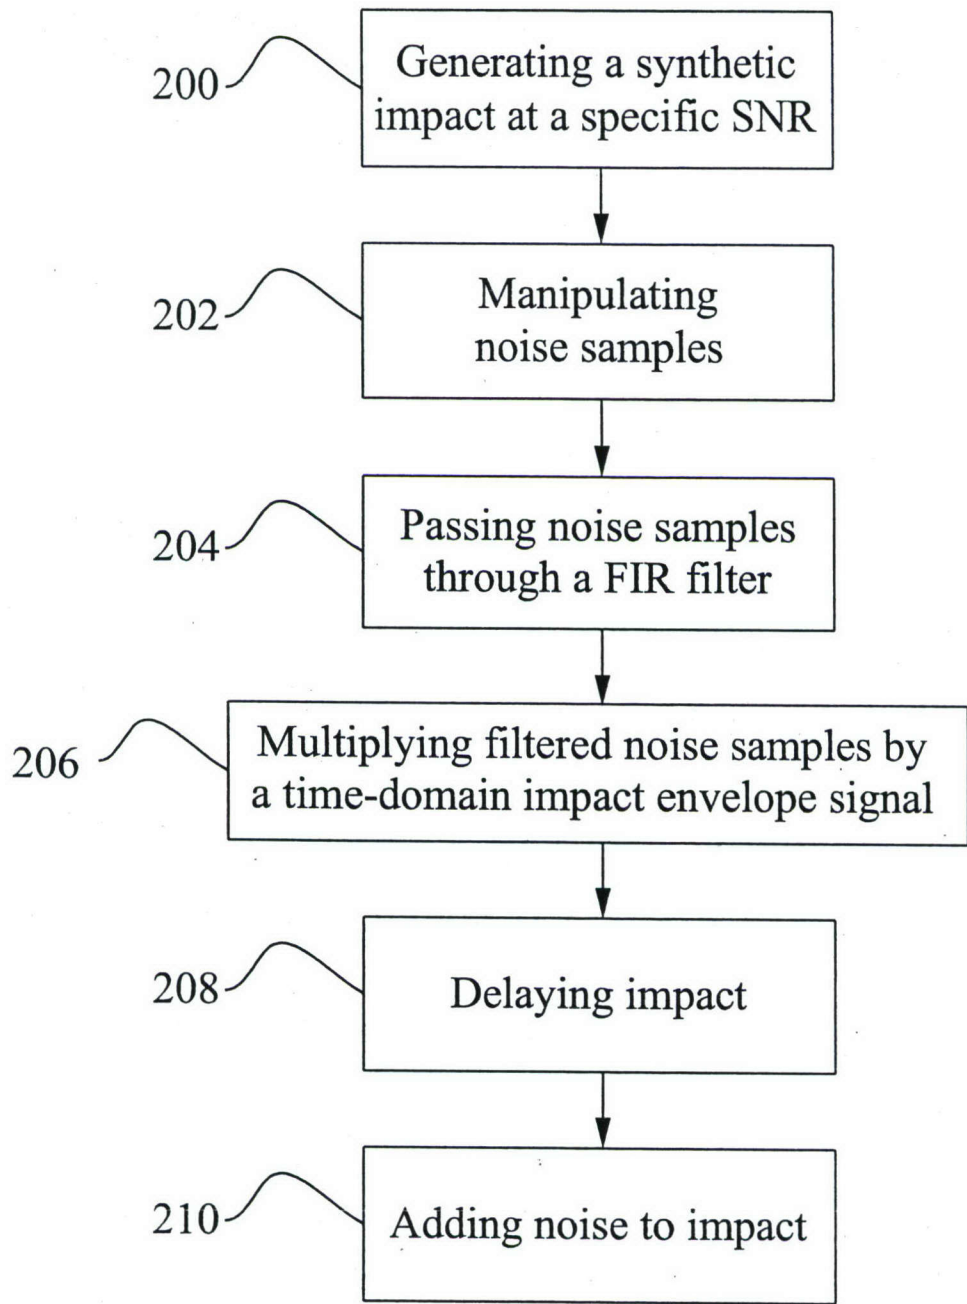 200
Generating a synthetic
impact at a specific SNR
202
Manipulating
noise samples
204
Passing noise samples
through a FIR filter
206
Multiplying filtered noise samples by
a time-domain impact envelope signal
208
Delaying impact
210
Adding noise to impact